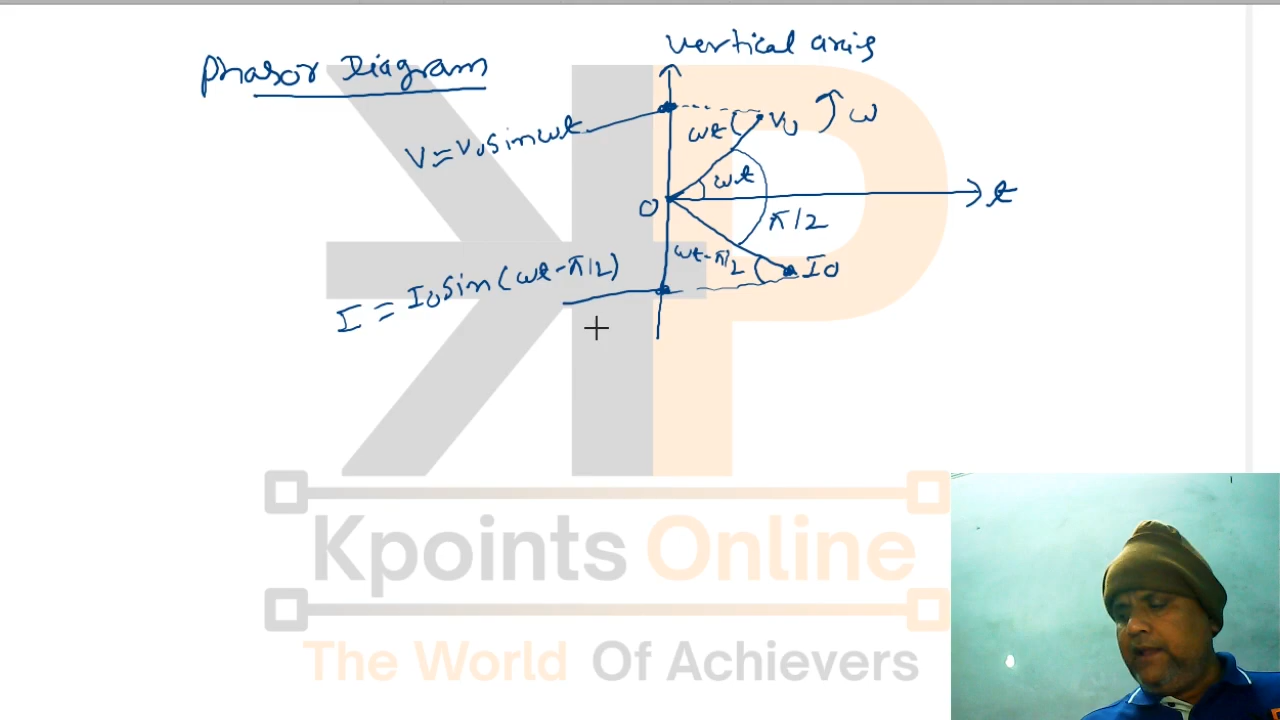 Phasor Diagram
vertical axis
V = V₀ sin ωt
ωt
V₀
ω
ωt
O
t
π/2
ωt - π/2
I₀
I = I₀ sin(ωt - π/2)
Kpoints Online
The World Of Achievers